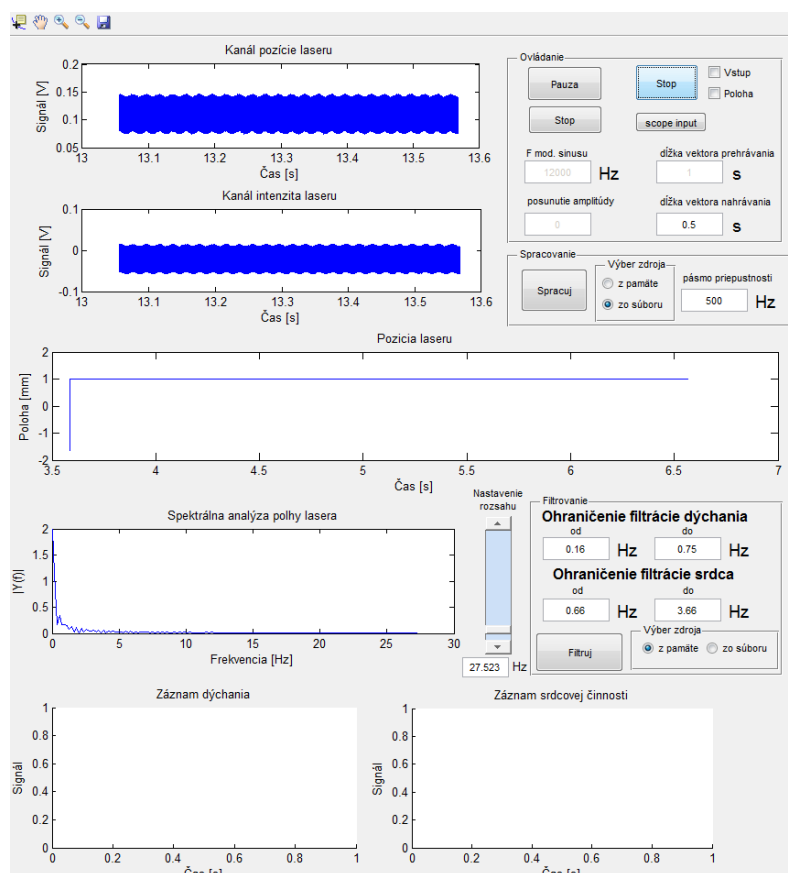 Kanál pozície laseru
Signál [V]
0.2
0.15
0.1
0.05
13 13.1 13.2 13.3 13.4 13.5 13.6
Čas [s]
Kanál intenzita laseru
Signál [V]
0.1
0
-0.1
13 13.1 13.2 13.3 13.4 13.5 13.6
Čas [s]
Ovládanie
Pauza
Stop
Vstup
Poloha
Stop
scope input
F mod. sinusu
12000 Hz
dĺžka vektora prehrávania
1 s
posunutie amplitúdy
0
dĺžka vektora nahrávania
0.5 s
Spracovanie
Spracuj
Výber zdroja
z pamäte
zo súboru
pásmo priepustnosti
500 Hz
Pozicia laseru
Poloha [mm]
2
1
0
-1
-2
3.5 4 4.5 5 5.5 6 6.5 7
Čas [s]
Spektrálna analýza polhy lasera
|Y(f)|
2
1.5
1
0.5
0
0 5 10 15 20 25 30
Frekvencia [Hz]
Nastavenie
rozsahu
27.523 Hz
Filtrovanie
Ohraničenie filtrácie dýchania
od do
0.16 Hz 0.75 Hz
Ohraničenie filtrácie srdca
od do
0.66 Hz 3.66 Hz
Filtruj
Výber zdroja
z pamäte zo súboru
Záznam dýchania
Signál
1
0.8
0.6
0.4
0.2
0
0 0.2 0.4 0.6 0.8 1
Čas [s]
Záznam srdcovej činnosti
Signál
1
0.8
0.6
0.4
0.2
0
0 0.2 0.4 0.6 0.8 1
Čas [s]